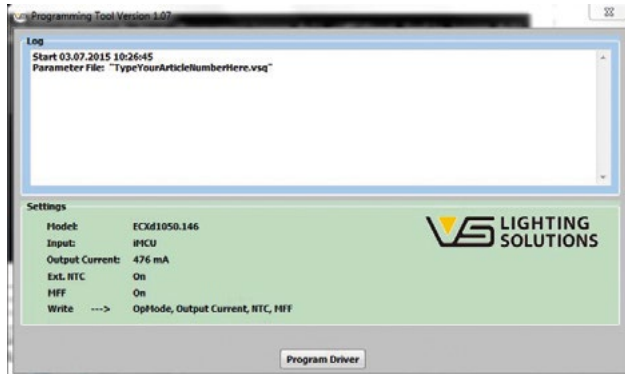 Programming Tool Version 1.07
Log
Start 03.07.2015 10:26:45
Parameter File: "TypeYourArticleNumberHere.vsq"
Settings
Model: ECXd1050.146
Input: iMCU
Output Current: 476 mA
Ext. NTC On
MFF On
Write ---> OpMode, Output Current, NTC, MFF
VS LIGHTING
SOLUTIONS
Program Driver